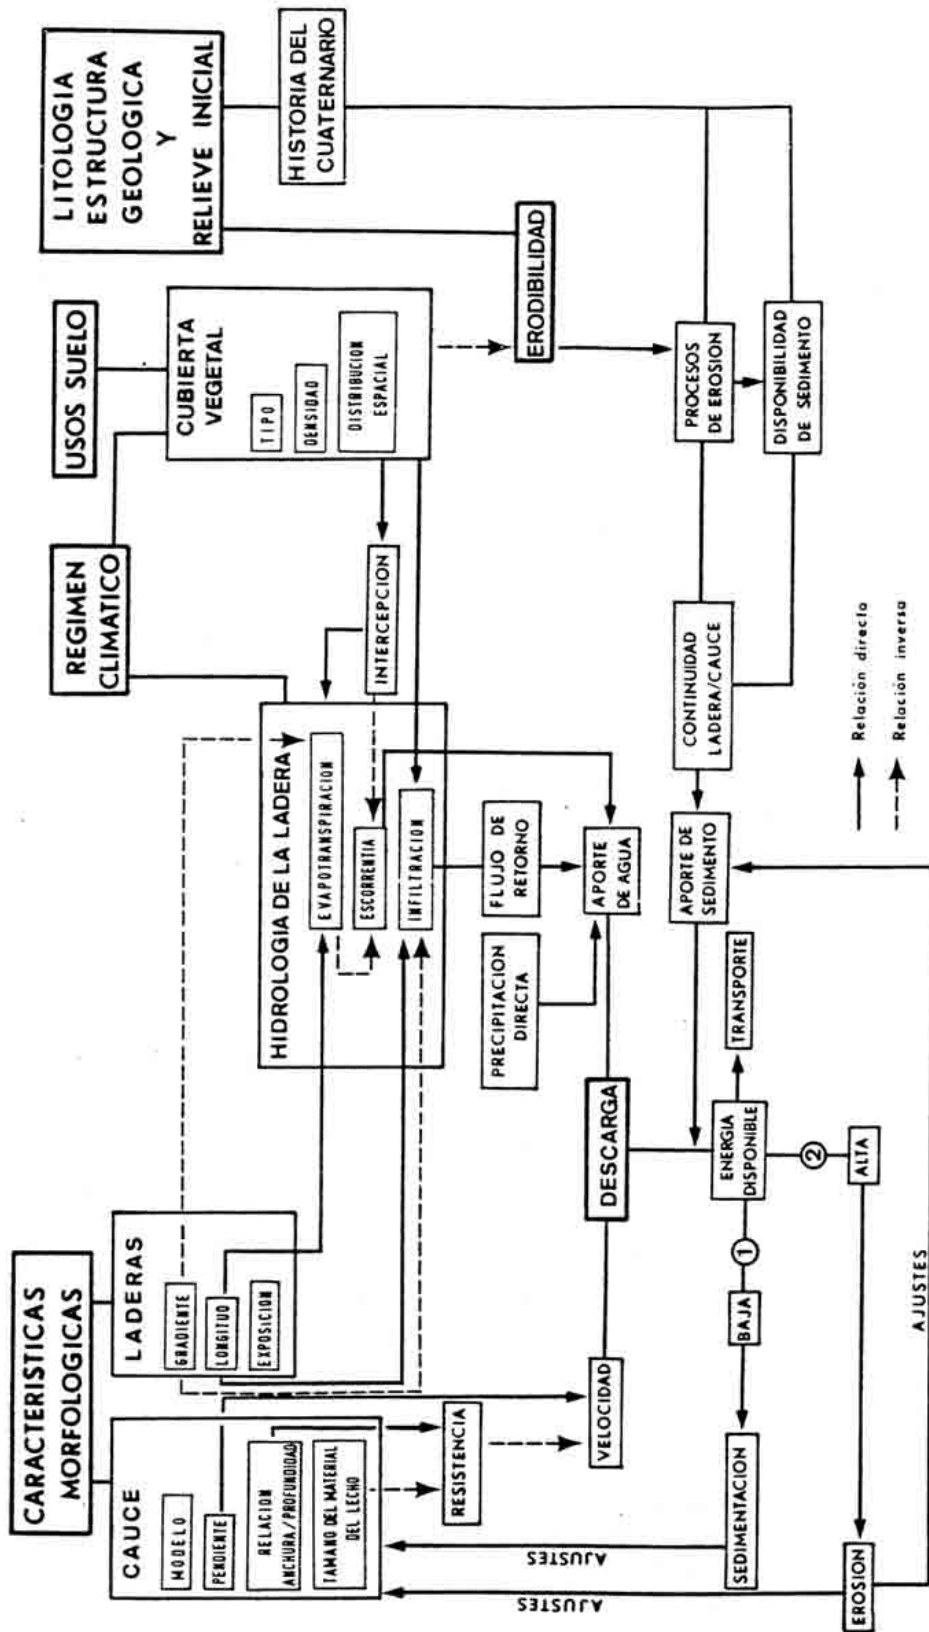 CARACTERISTICAS
MORFOLOGICAS
REGIMEN
CLIMATICO
USOS SUELO
LITOLOGIA
ESTRUCTURA
GEOLOGICA
Y
RELIEVE INICIAL
CAUCE
MODELO
PENDIENTE
RELACION
ANCHURA/PROFUNDIDAD
TAMANO DEL MATERIAL
DEL LECHO
LADERAS
GRADIENTE
LONGITUD
EXPOSICION
HIDROLOGIA DE LA LADERA
EVAPOTRANSPIRACION
ESCORRENTIA
INFILTRACION
INTERCEPCION
CUBIERTA
VEGETAL
TIPO
DENSIDAD
DISTRIBUCION
ESPACIAL
HISTORIA DEL
CUATERNARIO
RESISTENCIA
PRECIPITACION
DIRECTA
FLUJO DE
RETORNO
ERODIBILIDAD
VELOCIDAD
DESCARGA
APORTE
DE AGUA
SEDIMENTACION
BAJA
1
ENERGIA
DISPONIBLE
TRANSPORTE
APORTE DE
SEDIMENTO
CONTINUIDAD
LADERA/CAUCE
PROCESOS
DE EROSION
DISPONIBILIDAD
DE SEDIMENTO
2
ALTA
EROSION
AJUSTES
AJUSTES
AJUSTES
Relación directa
Relación inversa